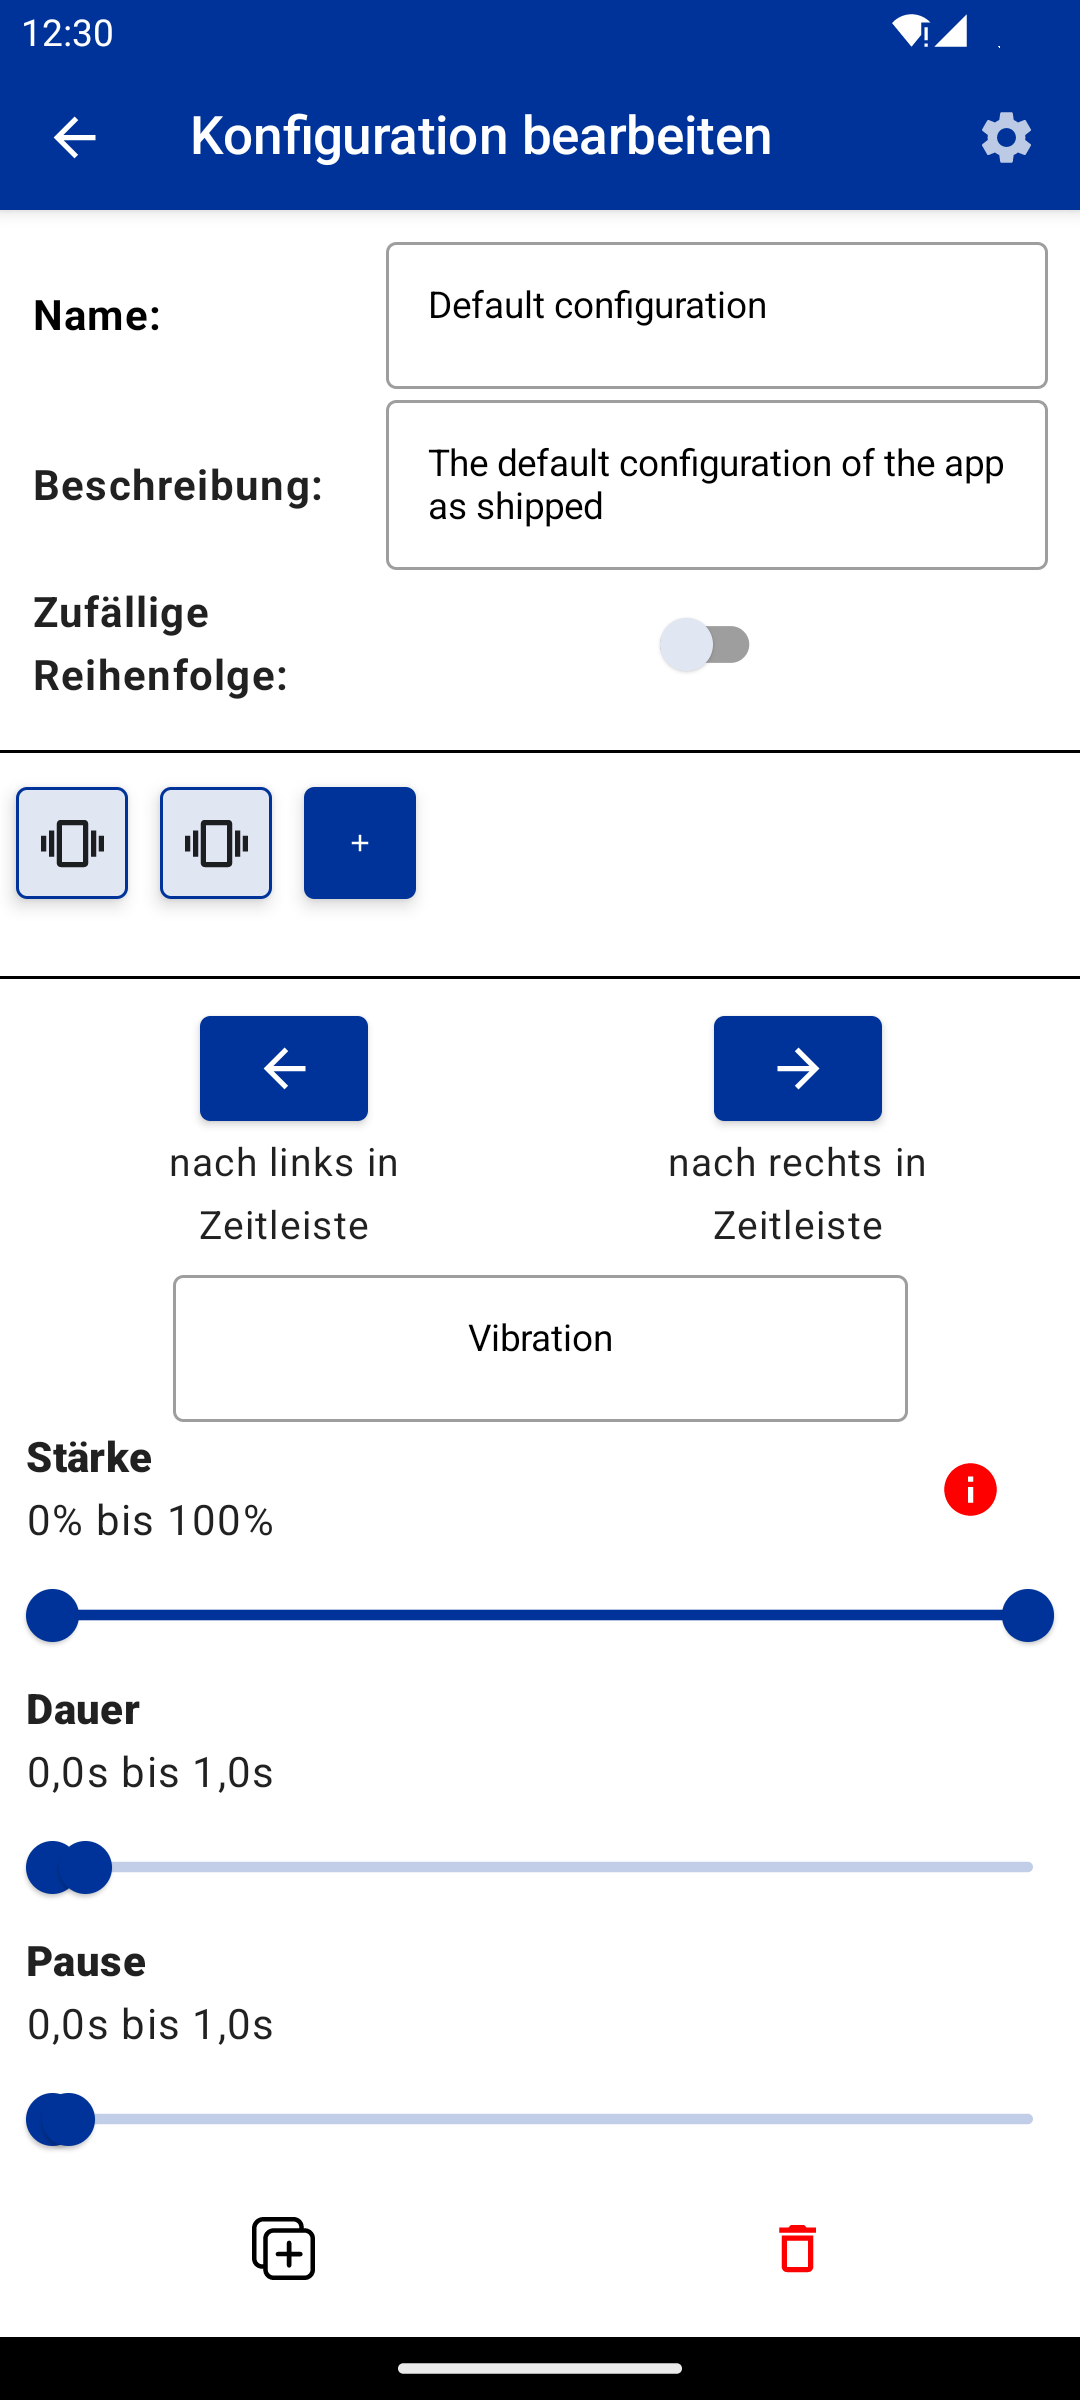 12:30
Konfiguration bearbeiten
Name:
Default configuration
Beschreibung:
The default configuration of the app
as shipped
Zufällige
Reihenfolge:
+
nach links in
Zeitleiste
nach rechts in
Zeitleiste
Vibration
Stärke
0% bis 100%
Dauer
0,0s bis 1,0s
Pause
0,0s bis 1,0s